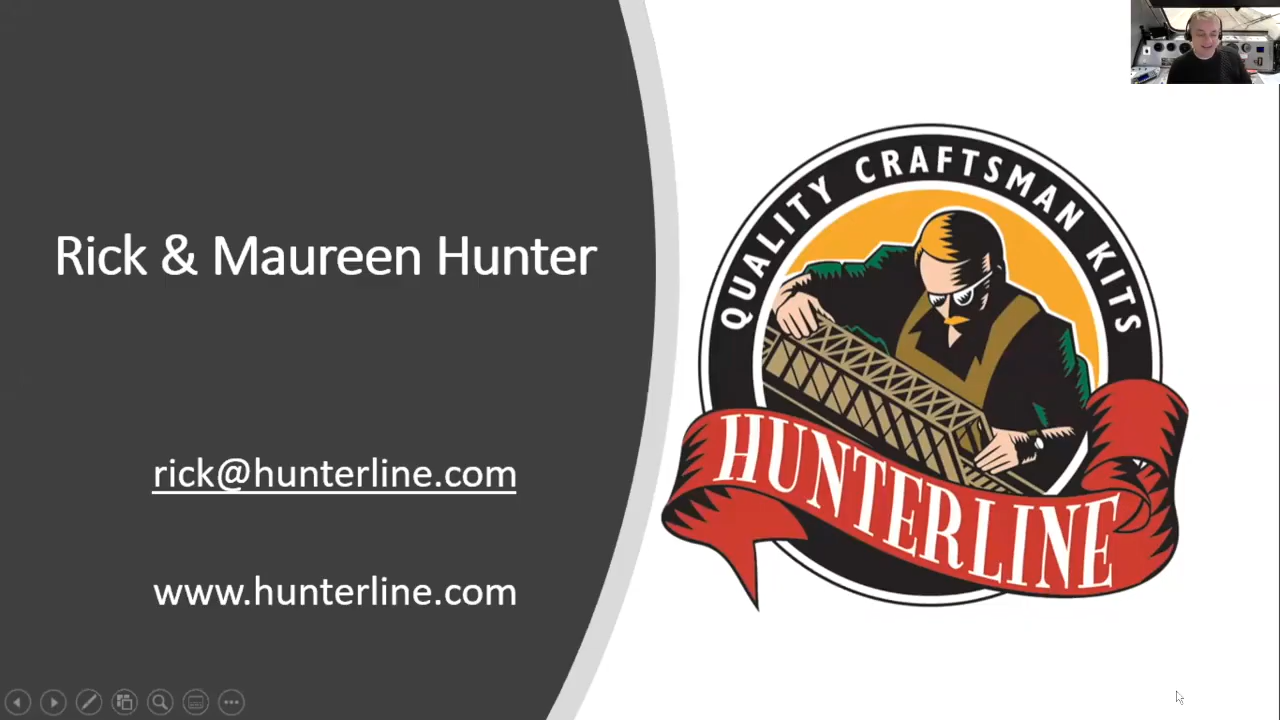 Rick & Maureen Hunter
rick@hunterline.com
www.hunterline.com
QUALITY CRAFTSMAN KITS
HUNTERLINE